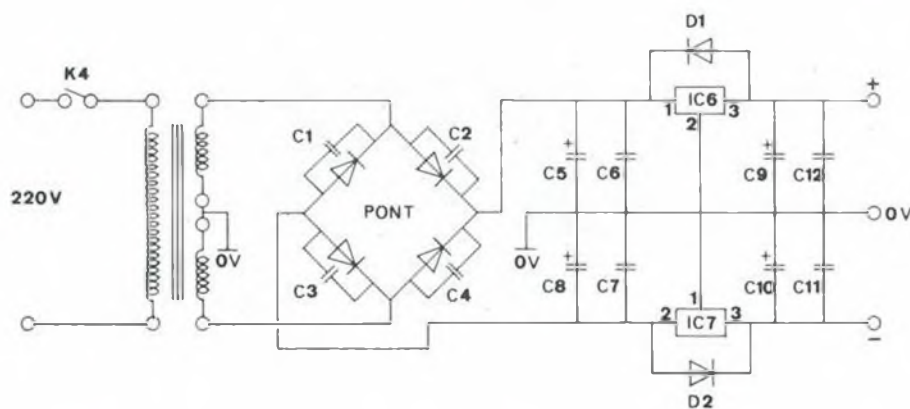 D1
K4
IC6
+
1
2
3
C1
C2
+
C5
C6
+
C9
C12
220V
PONT
0V
0V
0V
C3
C4
+
C8
C7
+
C10
C11
1
2
IC7
3
-
D2